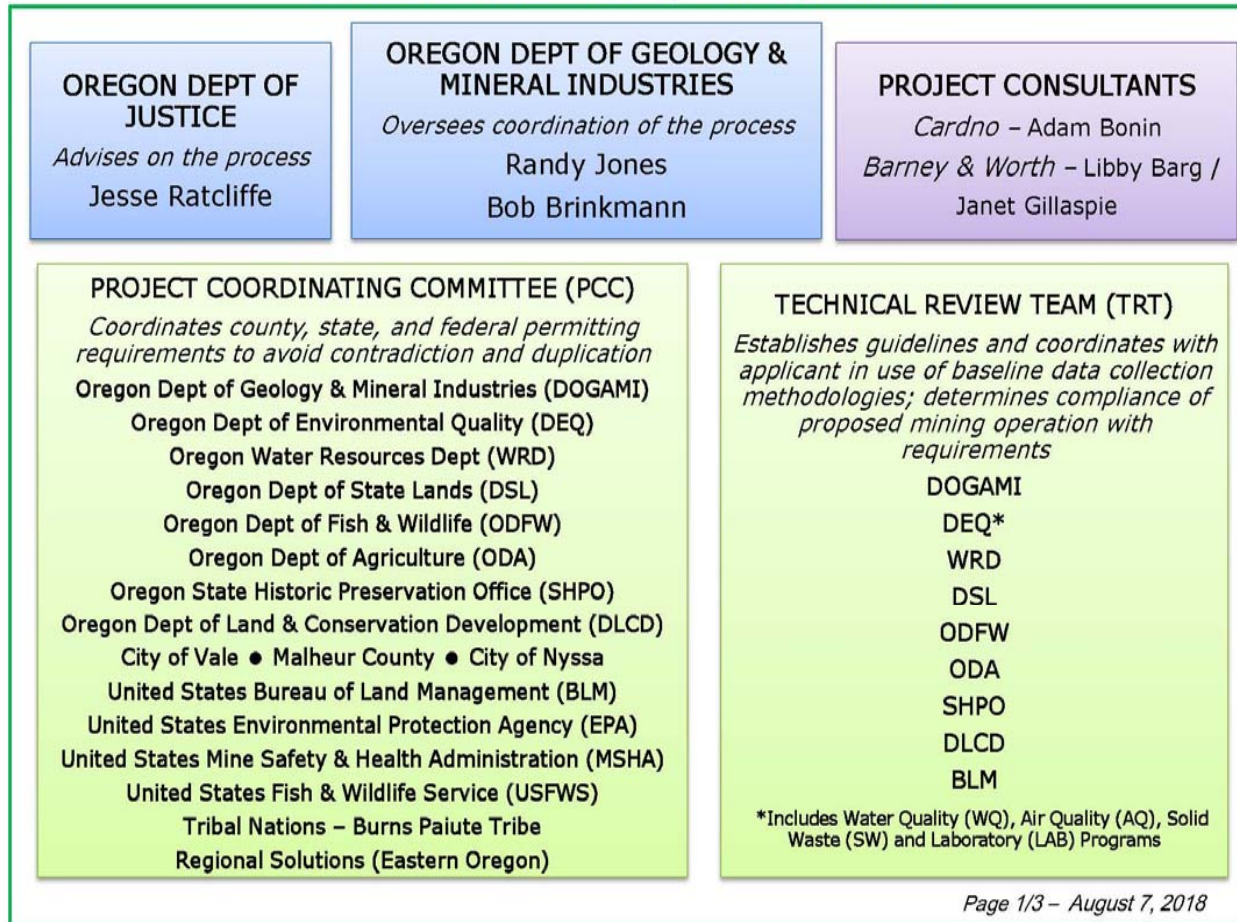 OREGON DEPT OF
JUSTICE
Advises on the process
Jesse Ratcliffe
OREGON DEPT OF GEOLOGY &
MINERAL INDUSTRIES
Oversees coordination of the process
Randy Jones
Bob Brinkmann
PROJECT CONSULTANTS
Cardno – Adam Bonin
Barney & Worth – Libby Barg /
Janet Gillaspie
PROJECT COORDINATING COMMITTEE (PCC)
Coordinates county, state, and federal permitting
requirements to avoid contradiction and duplication
Oregon Dept of Geology & Mineral Industries (DOGAMI)
Oregon Dept of Environmental Quality (DEQ)
Oregon Water Resources Dept (WRD)
Oregon Dept of State Lands (DSL)
Oregon Dept of Fish & Wildlife (ODFW)
Oregon Dept of Agriculture (ODA)
Oregon State Historic Preservation Office (SHPO)
Oregon Dept of Land & Conservation Development (DLCD)
City of Vale ● Malheur County ● City of Nyssa
United States Bureau of Land Management (BLM)
United States Environmental Protection Agency (EPA)
United States Mine Safety & Health Administration (MSHA)
United States Fish & Wildlife Service (USFWS)
Tribal Nations – Burns Paiute Tribe
Regional Solutions (Eastern Oregon)
TECHNICAL REVIEW TEAM (TRT)
Establishes guidelines and coordinates with
applicant in use of baseline data collection
methodologies; determines compliance of
proposed mining operation with
requirements
DOGAMI
DEQ*
WRD
DSL
ODFW
ODA
SHPO
DLCD
BLM
*Includes Water Quality (WQ), Air Quality (AQ), Solid
Waste (SW) and Laboratory (LAB) Programs
Page 1/3 – August 7, 2018